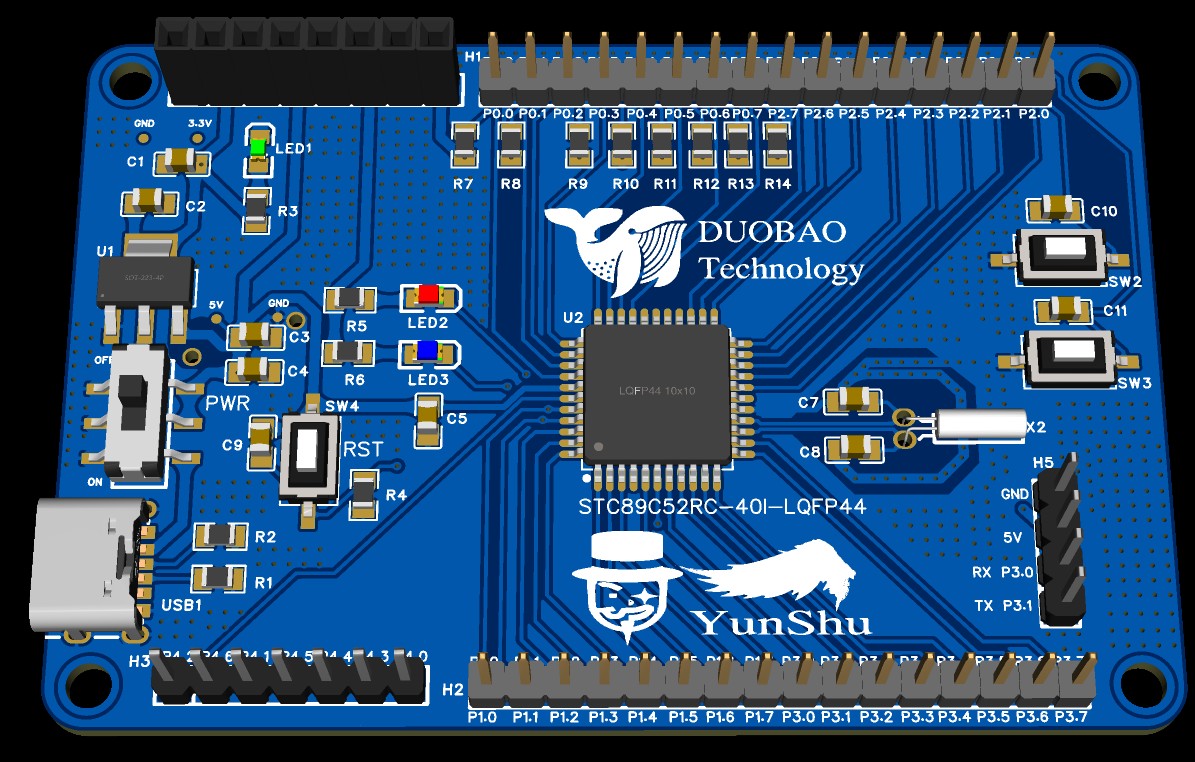 H1
P0.0 P0.1 P0.2 P0.3 P0.4 P0.5 P0.6 P0.7 P2.7 P2.6 P2.5 P2.4 P2.3 P2.2 P2.1 P2.0
GND 3.3V
C1
LED1
R7 R8 R9 R10 R11 R12 R13 R14
C2
R3
C10
DUOBAO
Technology
U1
SW2
5V GND
C11
R5
LED2
U2
C3
OFF
C4
R6
LED3
SW3
LQFP44 10x10
PWR
SW4
C5
C7
C9
RST
X2
C8
H5
ON
R4
GND
STC89C52RC-40I-LQFP44
R2
5V
R1
RX P3.0
USB1
TX P3.1
YunShu
H3
H2
P1.0 P1.1 P1.2 P1.3 P1.4 P1.5 P1.6 P1.7 P3.0 P3.1 P3.2 P3.3 P3.4 P3.5 P3.6 P3.7